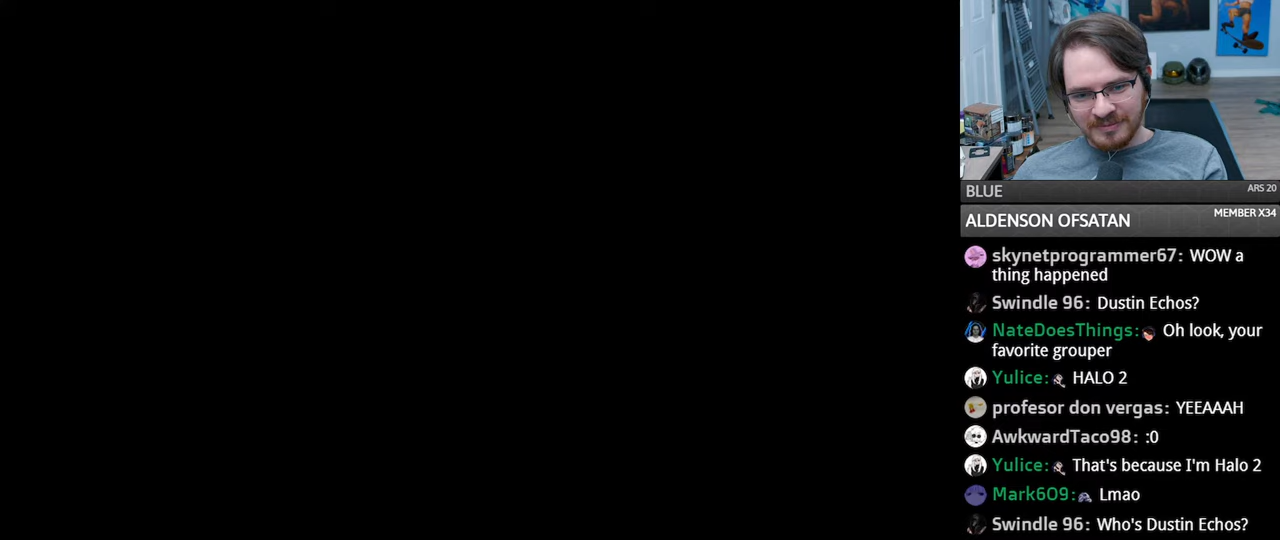 BLUE
ARS 20
ALDENSON OFSATAN
MEMBER X34
skynetprogrammer67: WOW a
thing happened
Swindle 96: Dustin Echos?
NateDoesThings: Oh look, your
favorite grouper
Yulice: HALO 2
profesor don vergas: YEEAAAH
AwkwardTaco98: :0
Yulice: That's because I'm Halo 2
Mark609: Lmao
Swindle 96: Who's Dustin Echos?